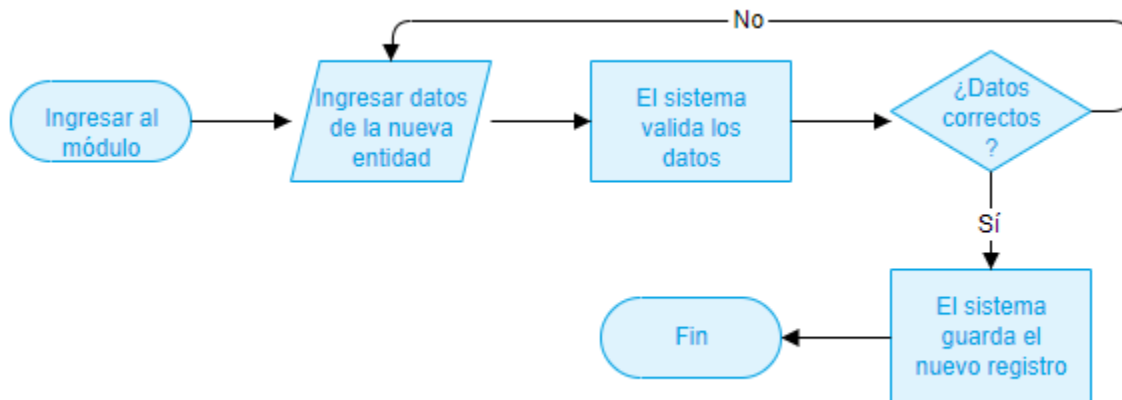 No
Ingresar al
módulo
Ingresar datos
de la nueva
entidad
El sistema
valida los
datos
¿Datos
correctos
?
Sí
El sistema
guarda el
nuevo registro
Fin